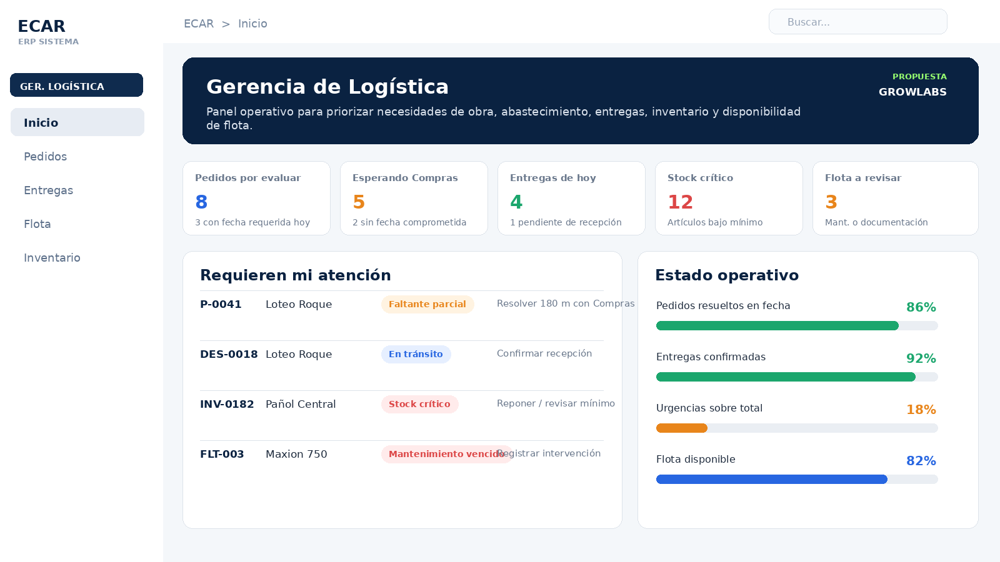 ECAR
ERP SISTEMA
GER. LOGÍSTICA
Inicio
Pedidos
Entregas
Flota
Inventario
ECAR > Inicio
Buscar...
Gerencia de Logística
Panel operativo para priorizar necesidades de obra, abastecimiento, entregas, inventario y disponibilidad
de flota.
PROPUESTA
GROWLABS
Pedidos por evaluar
8
3 con fecha requerida hoy
Esperando Compras
5
2 sin fecha comprometida
Entregas de hoy
4
1 pendiente de recepción
Stock crítico
12
Artículos bajo mínimo
Flota a revisar
3
Mant. o documentación
Requieren mi atención
P-0041 Loteo Roque Faltante parcial Resolver 180 m con Compras
DES-0018 Loteo Roque En tránsito Confirmar recepción
INV-0182 Pañol Central Stock crítico Reponer / revisar mínimo
FLT-003 Maxion 750 Mantenimiento vencido Registrar intervención
Estado operativo
Pedidos resueltos en fecha 86%
Entregas confirmadas 92%
Urgencias sobre total 18%
Flota disponible 82%